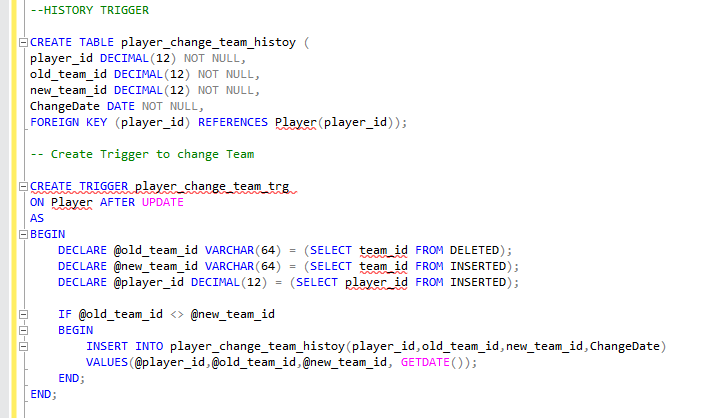 --HISTORY TRIGGER
CREATE TABLE player_change_team_histoy (
player_id DECIMAL(12) NOT NULL,
old_team_id DECIMAL(12) NOT NULL,
new_team_id DECIMAL(12) NOT NULL,
ChangeDate DATE NOT NULL,
FOREIGN KEY (player_id) REFERENCES Player(player_id));
-- Create Trigger to change Team
CREATE TRIGGER player_change_team_trg
ON Player AFTER UPDATE
AS
BEGIN
    DECLARE @old_team_id VARCHAR(64) = (SELECT team_id FROM DELETED);
    DECLARE @new_team_id VARCHAR(64) = (SELECT team_id FROM INSERTED);
    DECLARE @player_id DECIMAL(12) = (SELECT player_id FROM INSERTED);
    IF @old_team_id <> @new_team_id
    BEGIN
        INSERT INTO player_change_team_histoy(player_id,old_team_id,new_team_id,ChangeDate)
        VALUES(@player_id,@old_team_id,@new_team_id, GETDATE());
    END;
END;